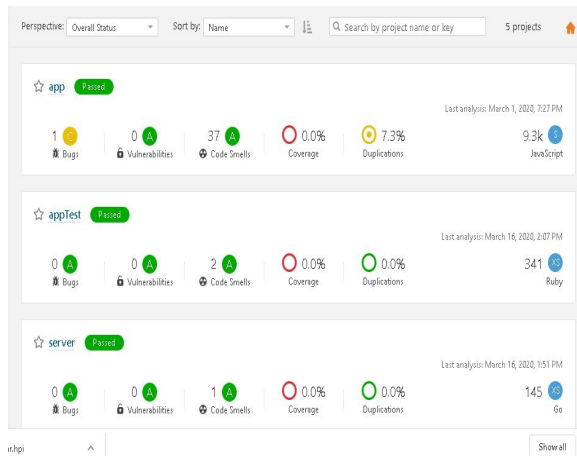 Perspective: Overall Status Sort by: Name Search by project name or key 5 projects
app Passed
Last analysis: March 1, 2020, 7:27 PM
1 C 0 A 37 A 0.0% 7.3% 9.3k S
Bugs Vulnerabilities Code Smells Coverage Duplications JavaScript
appTest Passed
Last analysis: March 16, 2020, 2:07 PM
0 A 0 A 2 A 0.0% 0.0% 341 XS
Bugs Vulnerabilities Code Smells Coverage Duplications Ruby
server Passed
Last analysis: March 16, 2020, 1:51 PM
0 A 0 A 1 A 0.0% 0.0% 145 XS
Bugs Vulnerabilities Code Smells Coverage Duplications Go
ar.hpi Show all